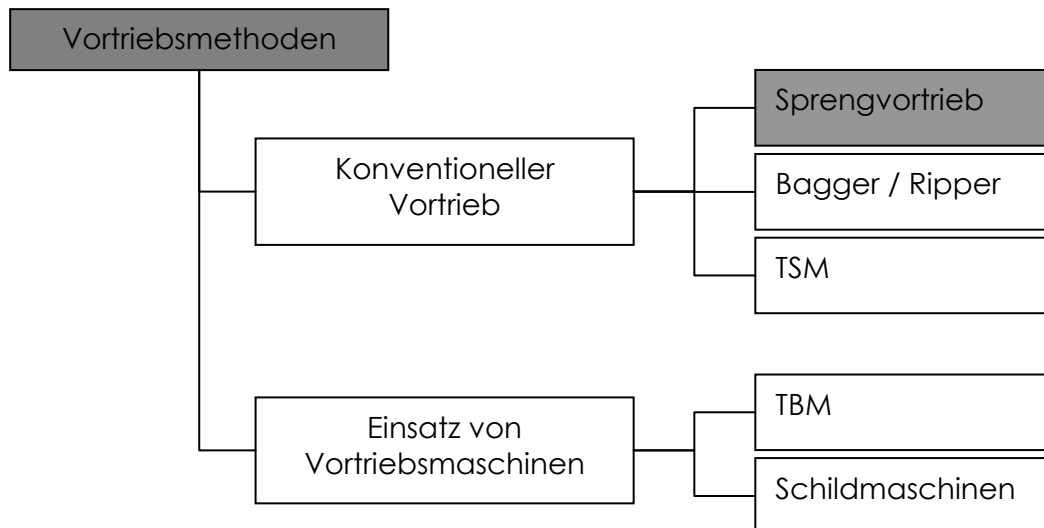 Vortriebsmethoden
Konventioneller
Vortrieb
Sprengvortrieb
Bagger / Ripper
TSM
Einsatz von
Vortriebsmaschinen
TBM
Schildmaschinen